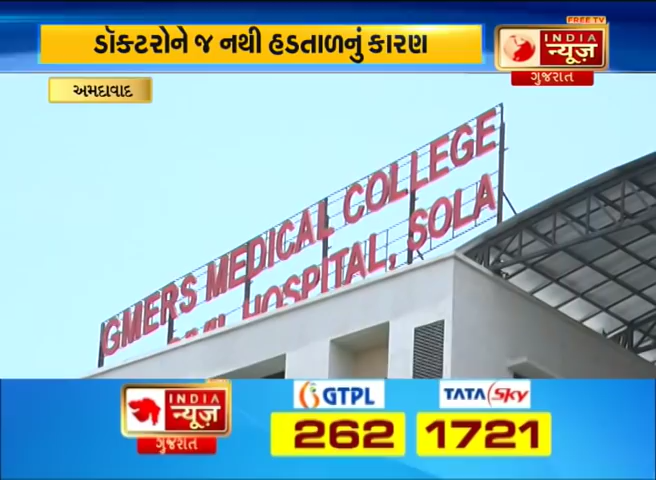 ડૉક્ટરોને જ નથી હડતાળનું કારણ
FREE TV
INDIA
ન્યૂઝ
ગુજરાત
અમદાવાદ
GMERS MEDICAL COLLEGE
HOSPITAL, SOLA
INDIA
ન્યૂઝ
ગુજરાત
GTPL
262
TATA Sky
1721